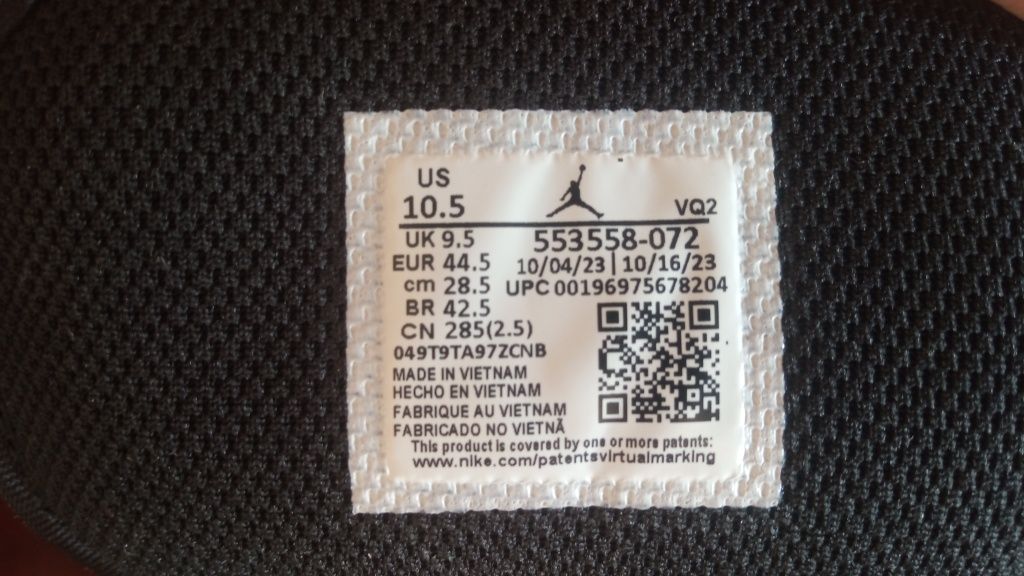 US
10.5 VQ2
UK 9.5 553558-072
EUR 44.5 10/04/23 | 10/16/23
cm 28.5 UPC 00196975678204
BR 42.5
CN 285(2.5)
049T9TA97ZCNB
MADE IN VIETNAM
HECHO EN VIETNAM
FABRIQUE AU VIETNAM
FABRICADO NO VIETNÃ
This product is covered by one or more patents:
www.nike.com/patentsvirtualmarking